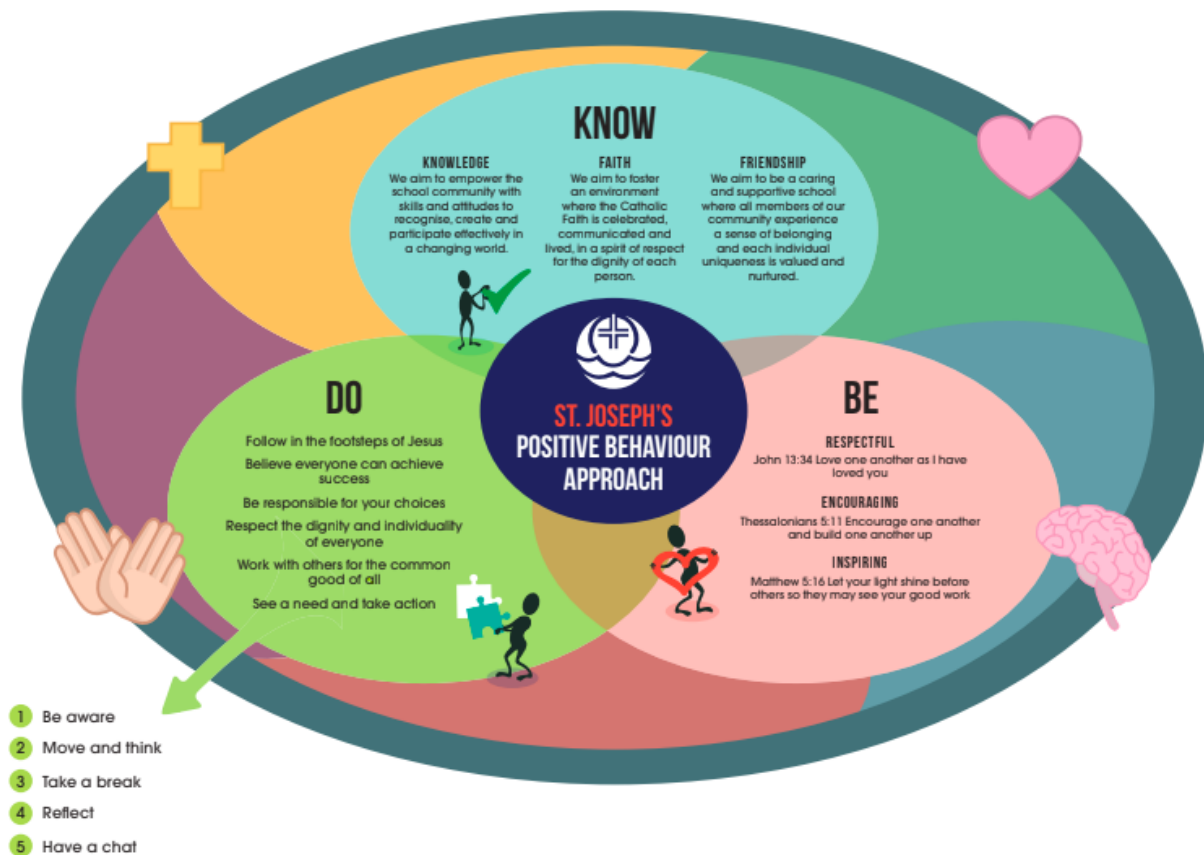 KNOW
KNOWLEDGE
We aim to empower the
school community with
skills and attitudes to
recognise, create and
participate effectively in
a changing world.
FAITH
We aim to foster
an environment
where the Catholic
Faith is celebrated,
communicated and
lived, in a spirit of respect
for the dignity of each
person.
FRIENDSHIP
We aim to be a caring
and supportive school
where all members of our
community experience
a sense of belonging
and each individual
uniqueness is valued and
nurtured.
ST. JOSEPH'S
POSITIVE BEHAVIOUR
APPROACH
DO
Follow in the footsteps of Jesus
Believe everyone can achieve
success
Be responsible for your choices
Respect the dignity and individuality
of everyone
Work with others for the common
good of all
See a need and take action
BE
RESPECTFUL
John 13:34 Love one another as I have
loved you
ENCOURAGING
Thessalonians 5:11 Encourage one another
and build one another up
INSPIRING
Matthew 5:16 Let your light shine before
others so they may see your good work
1 Be aware
2 Move and think
3 Take a break
4 Reflect
5 Have a chat